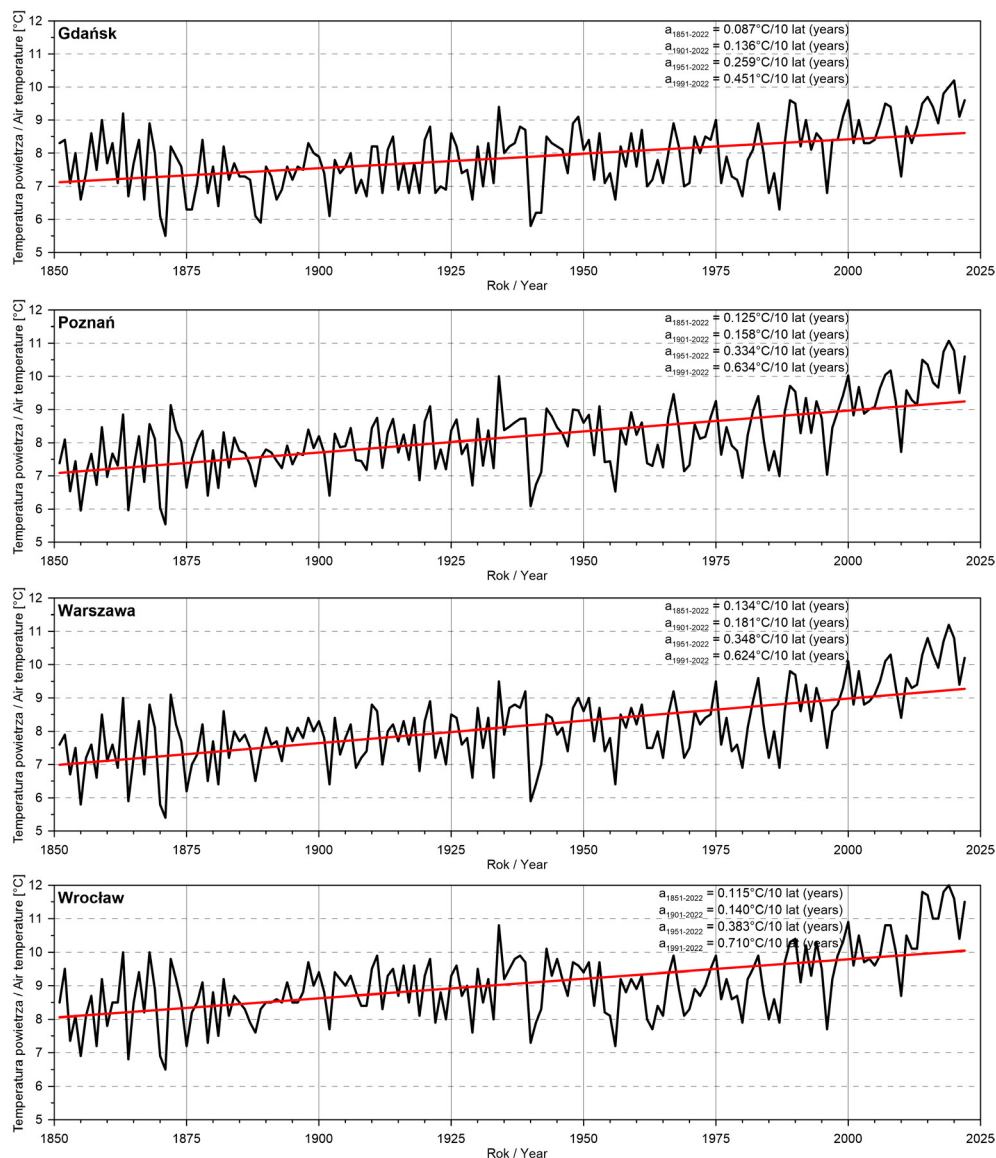 Gdańsk
a1851-2022 = 0.087°C/10 lat (years)
a1901-2022 = 0.136°C/10 lat (years)
a1951-2022 = 0.259°C/10 lat (years)
a1991-2022 = 0.451°C/10 lat (years)
Temperatura powietrza / Air temperature [°C]
12
11
10
9
8
7
6
5
1850 1875 1900 1925 1950 1975 2000 2025
Rok / Year
Poznań
a1851-2022 = 0.125°C/10 lat (years)
a1901-2022 = 0.158°C/10 lat (years)
a1951-2022 = 0.334°C/10 lat (years)
a1991-2022 = 0.634°C/10 lat (years)
Temperatura powietrza / Air temperature [°C]
12
11
10
9
8
7
6
5
1850 1875 1900 1925 1950 1975 2000 2025
Rok / Year
Warszawa
a1851-2022 = 0.134°C/10 lat (years)
a1901-2022 = 0.181°C/10 lat (years)
a1951-2022 = 0.348°C/10 lat (years)
a1991-2022 = 0.624°C/10 lat (years)
Temperatura powietrza / Air temperature [°C]
12
11
10
9
8
7
6
5
1850 1875 1900 1925 1950 1975 2000 2025
Rok / Year
Wrocław
a1851-2022 = 0.115°C/10 lat (years)
a1901-2022 = 0.140°C/10 lat (years)
a1951-2022 = 0.383°C/10 lat (years)
a1991-2022 = 0.710°C/10 lat (years)
Temperatura powietrza / Air temperature [°C]
12
11
10
9
8
7
6
5
1850 1875 1900 1925 1950 1975 2000 2025
Rok / Year